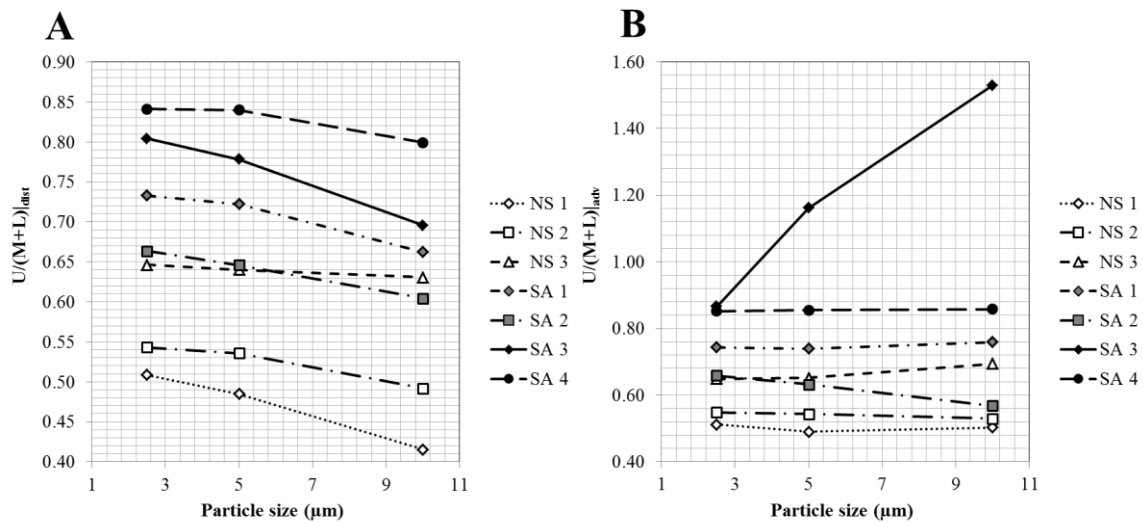 A
0.90
0.85
0.80
0.75
0.70
0.65
0.60
0.55
0.50
0.45
0.40
U/(M+L)|dist
1
3
5
7
9
11
Particle size (µm)
NS 1
NS 2
NS 3
SA 1
SA 2
SA 3
SA 4
B
1.60
1.40
1.20
1.00
0.80
0.60
0.40
U/(M+L)|adv
1
3
5
7
9
11
Particle size (µm)
NS 1
NS 2
NS 3
SA 1
SA 2
SA 3
SA 4